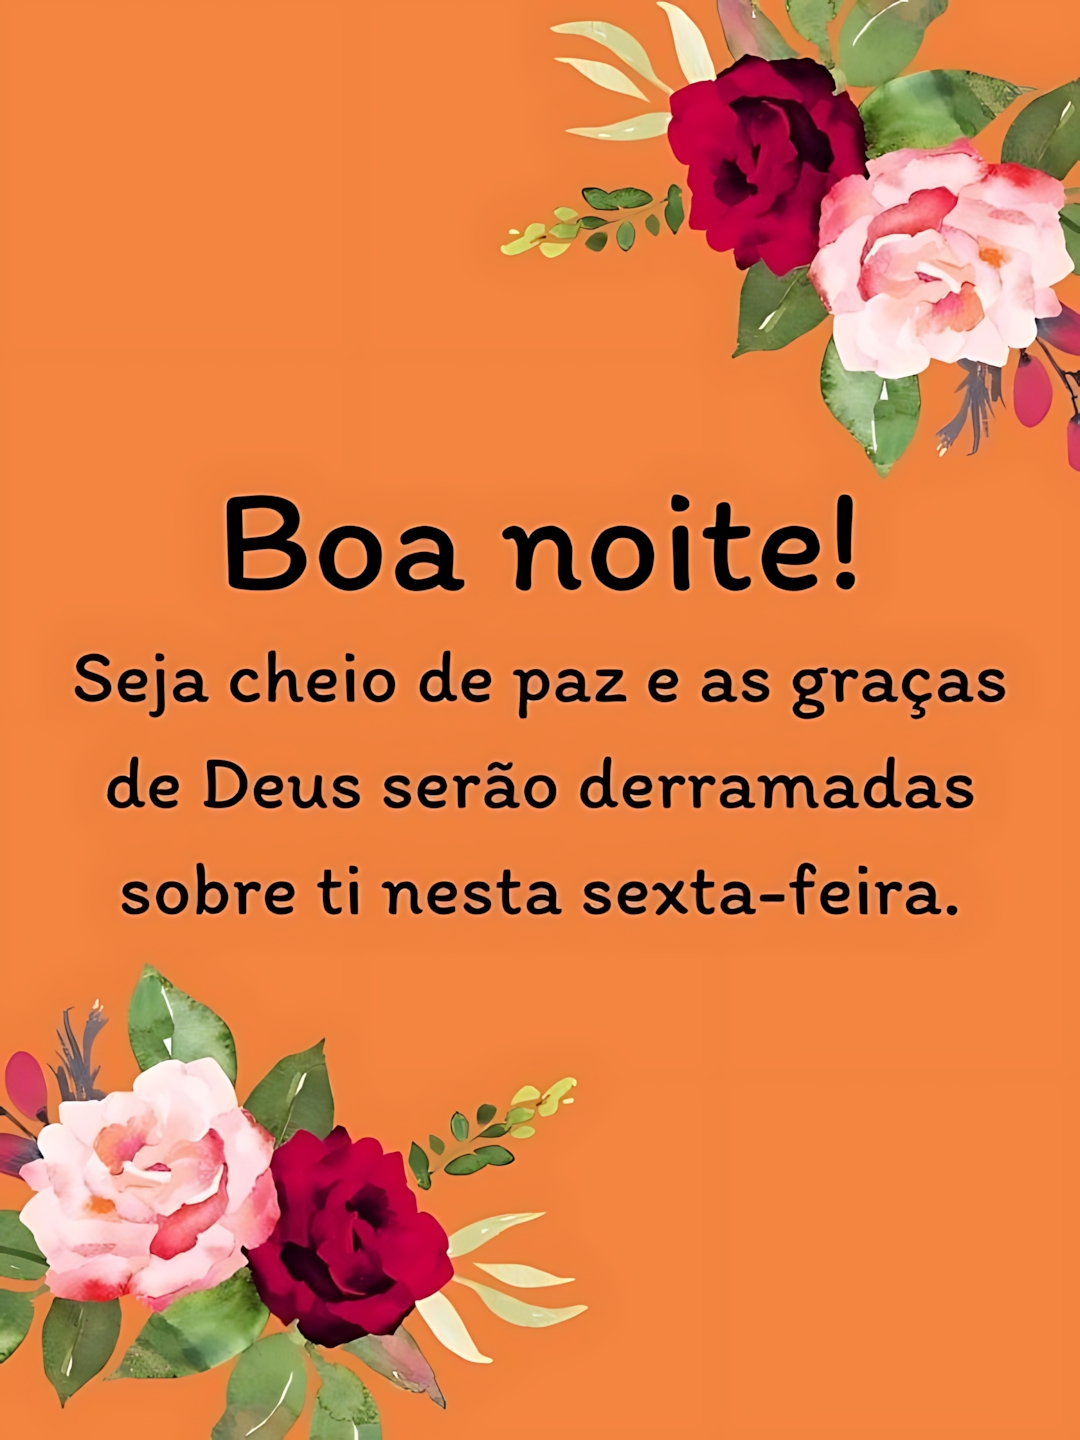 Boa noite!
Seja cheio de paz e as graças
de Deus serão derramadas
sobre ti nesta sexta-feira.